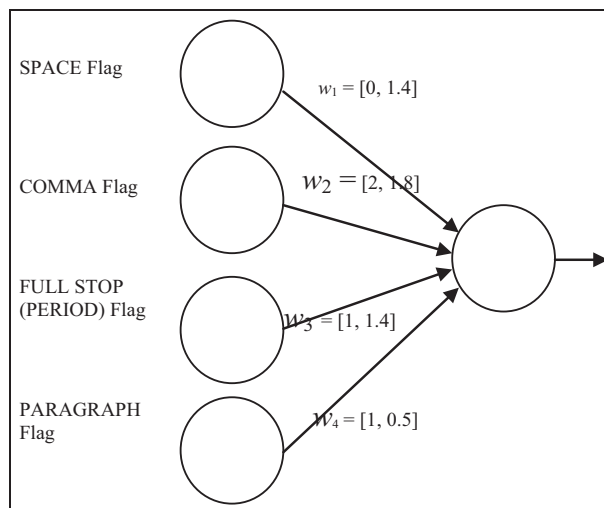 SPACE Flag
w₁ = [0, 1.4]
COMMA Flag
w₂ = [2, 1.8]
FULL STOP
(PERIOD) Flag
w₃ = [1, 1.4]
PARAGRAPH
Flag
w₄ = [1, 0.5]